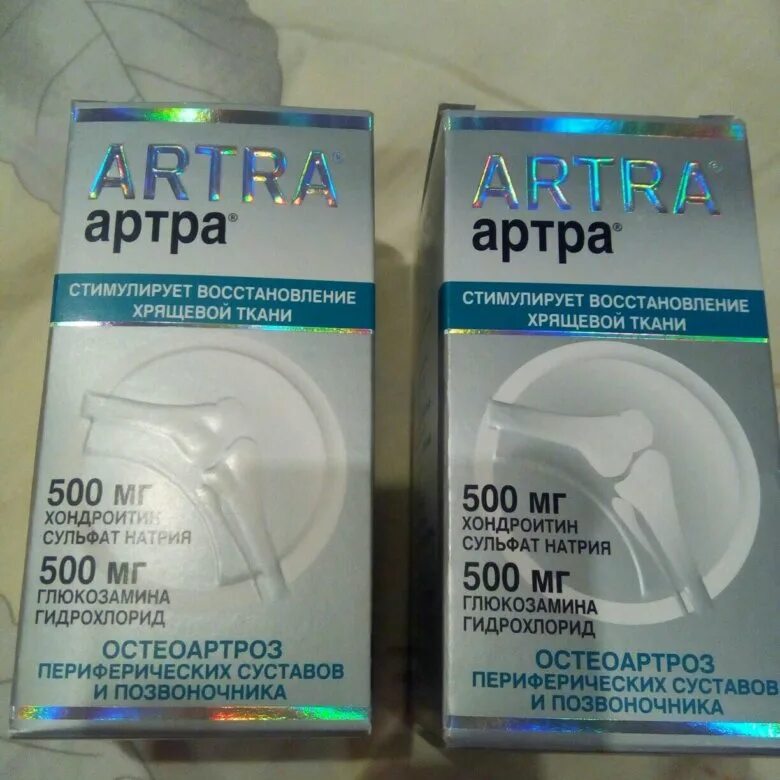 ARTRA®
артра®
СТИМУЛИРУЕТ ВОССТАНОВЛЕНИЕ
ХРЯЩЕВОЙ ТКАНИ
500 мг
ХОНДРОИТИН
СУЛЬФАТ НАТРИЯ
500 мг
ГЛЮКОЗАМИНА
ГИДРОХЛОРИД
ОСТЕОАРТРОЗ
ПЕРИФЕРИЧЕСКИХ СУСТАВОВ
И ПОЗВОНОЧНИКА
ARTRA®
артра®
СТИМУЛИРУЕТ ВОССТАНОВЛЕНИЕ
ХРЯЩЕВОЙ ТКАНИ
500 мг
ХОНДРОИТИН
СУЛЬФАТ НАТРИЯ
500 мг
ГЛЮКОЗАМИНА
ГИДРОХЛОРИД
ОСТЕОАРТРОЗ
ПЕРИФЕРИЧЕСКИХ СУСТАВОВ
И ПОЗВОНОЧНИКА